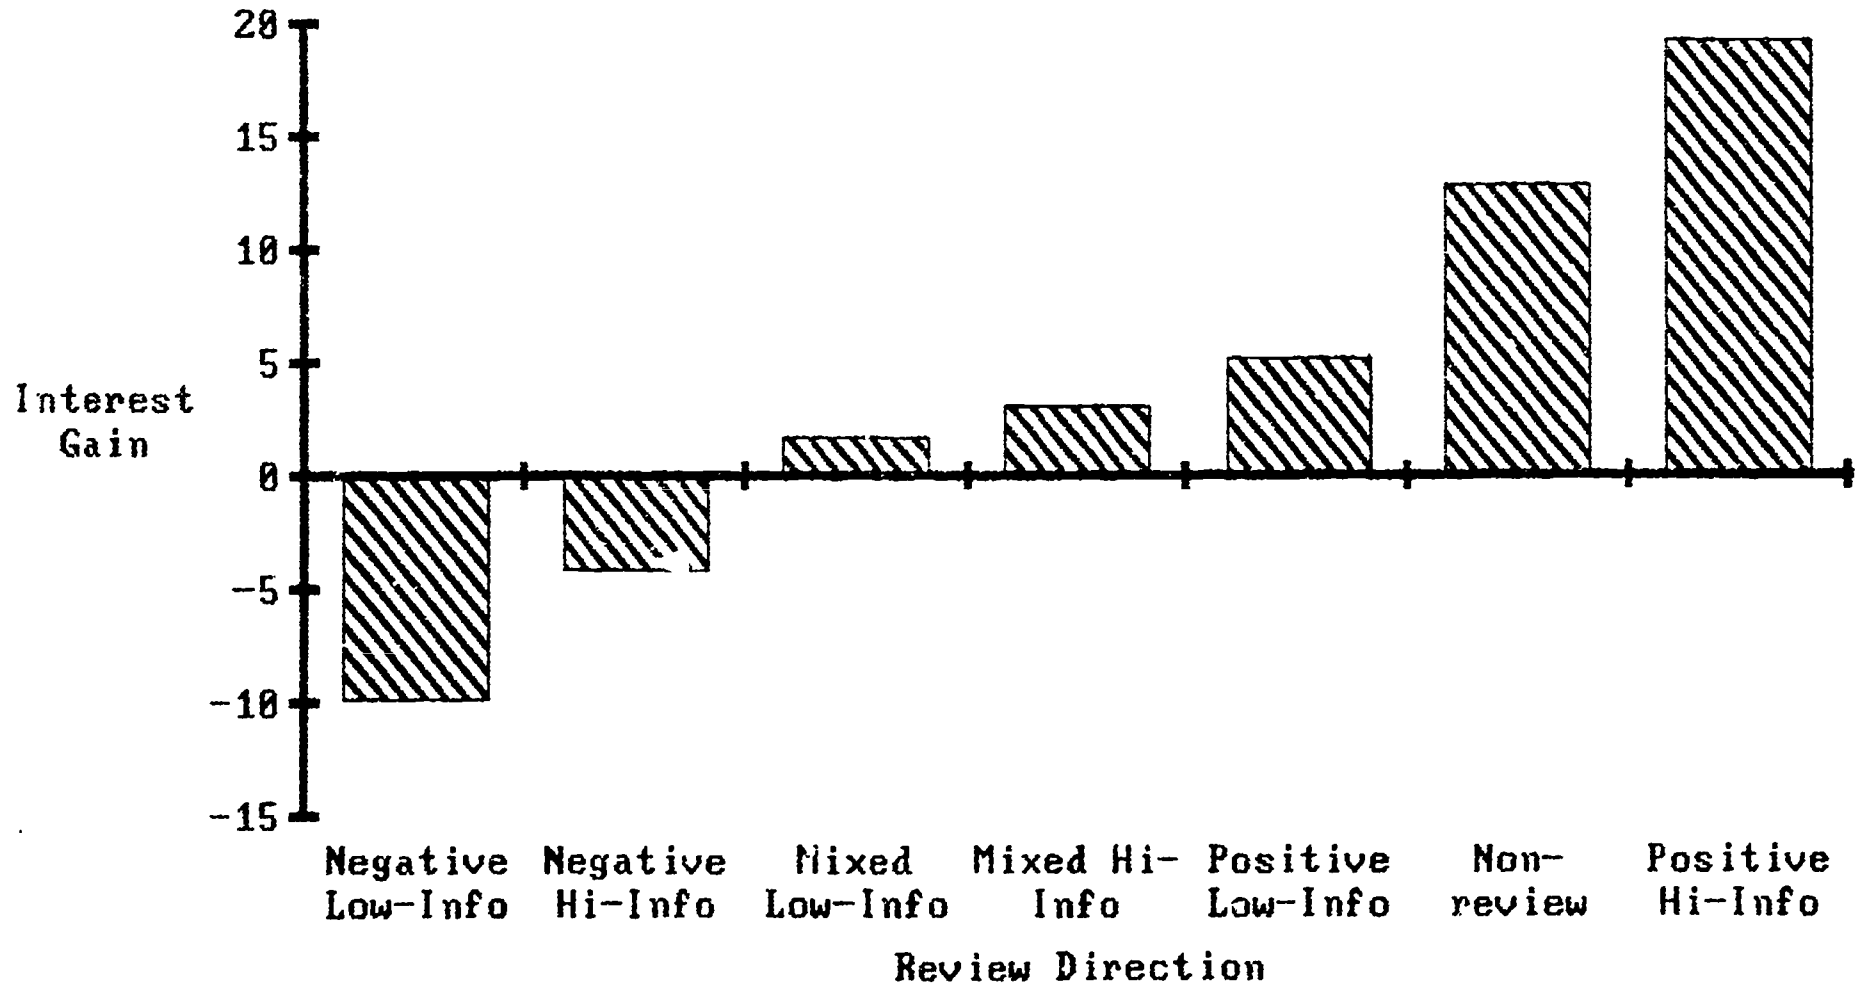 20
15
10
5
Interest
Gain
0
-5
-10
-15
Negative Negative Mixed Mixed Hi- Positive Non- Positive
Low-Info Hi-Info Low-Info Info Low-Info review Hi-Info
Review Direction